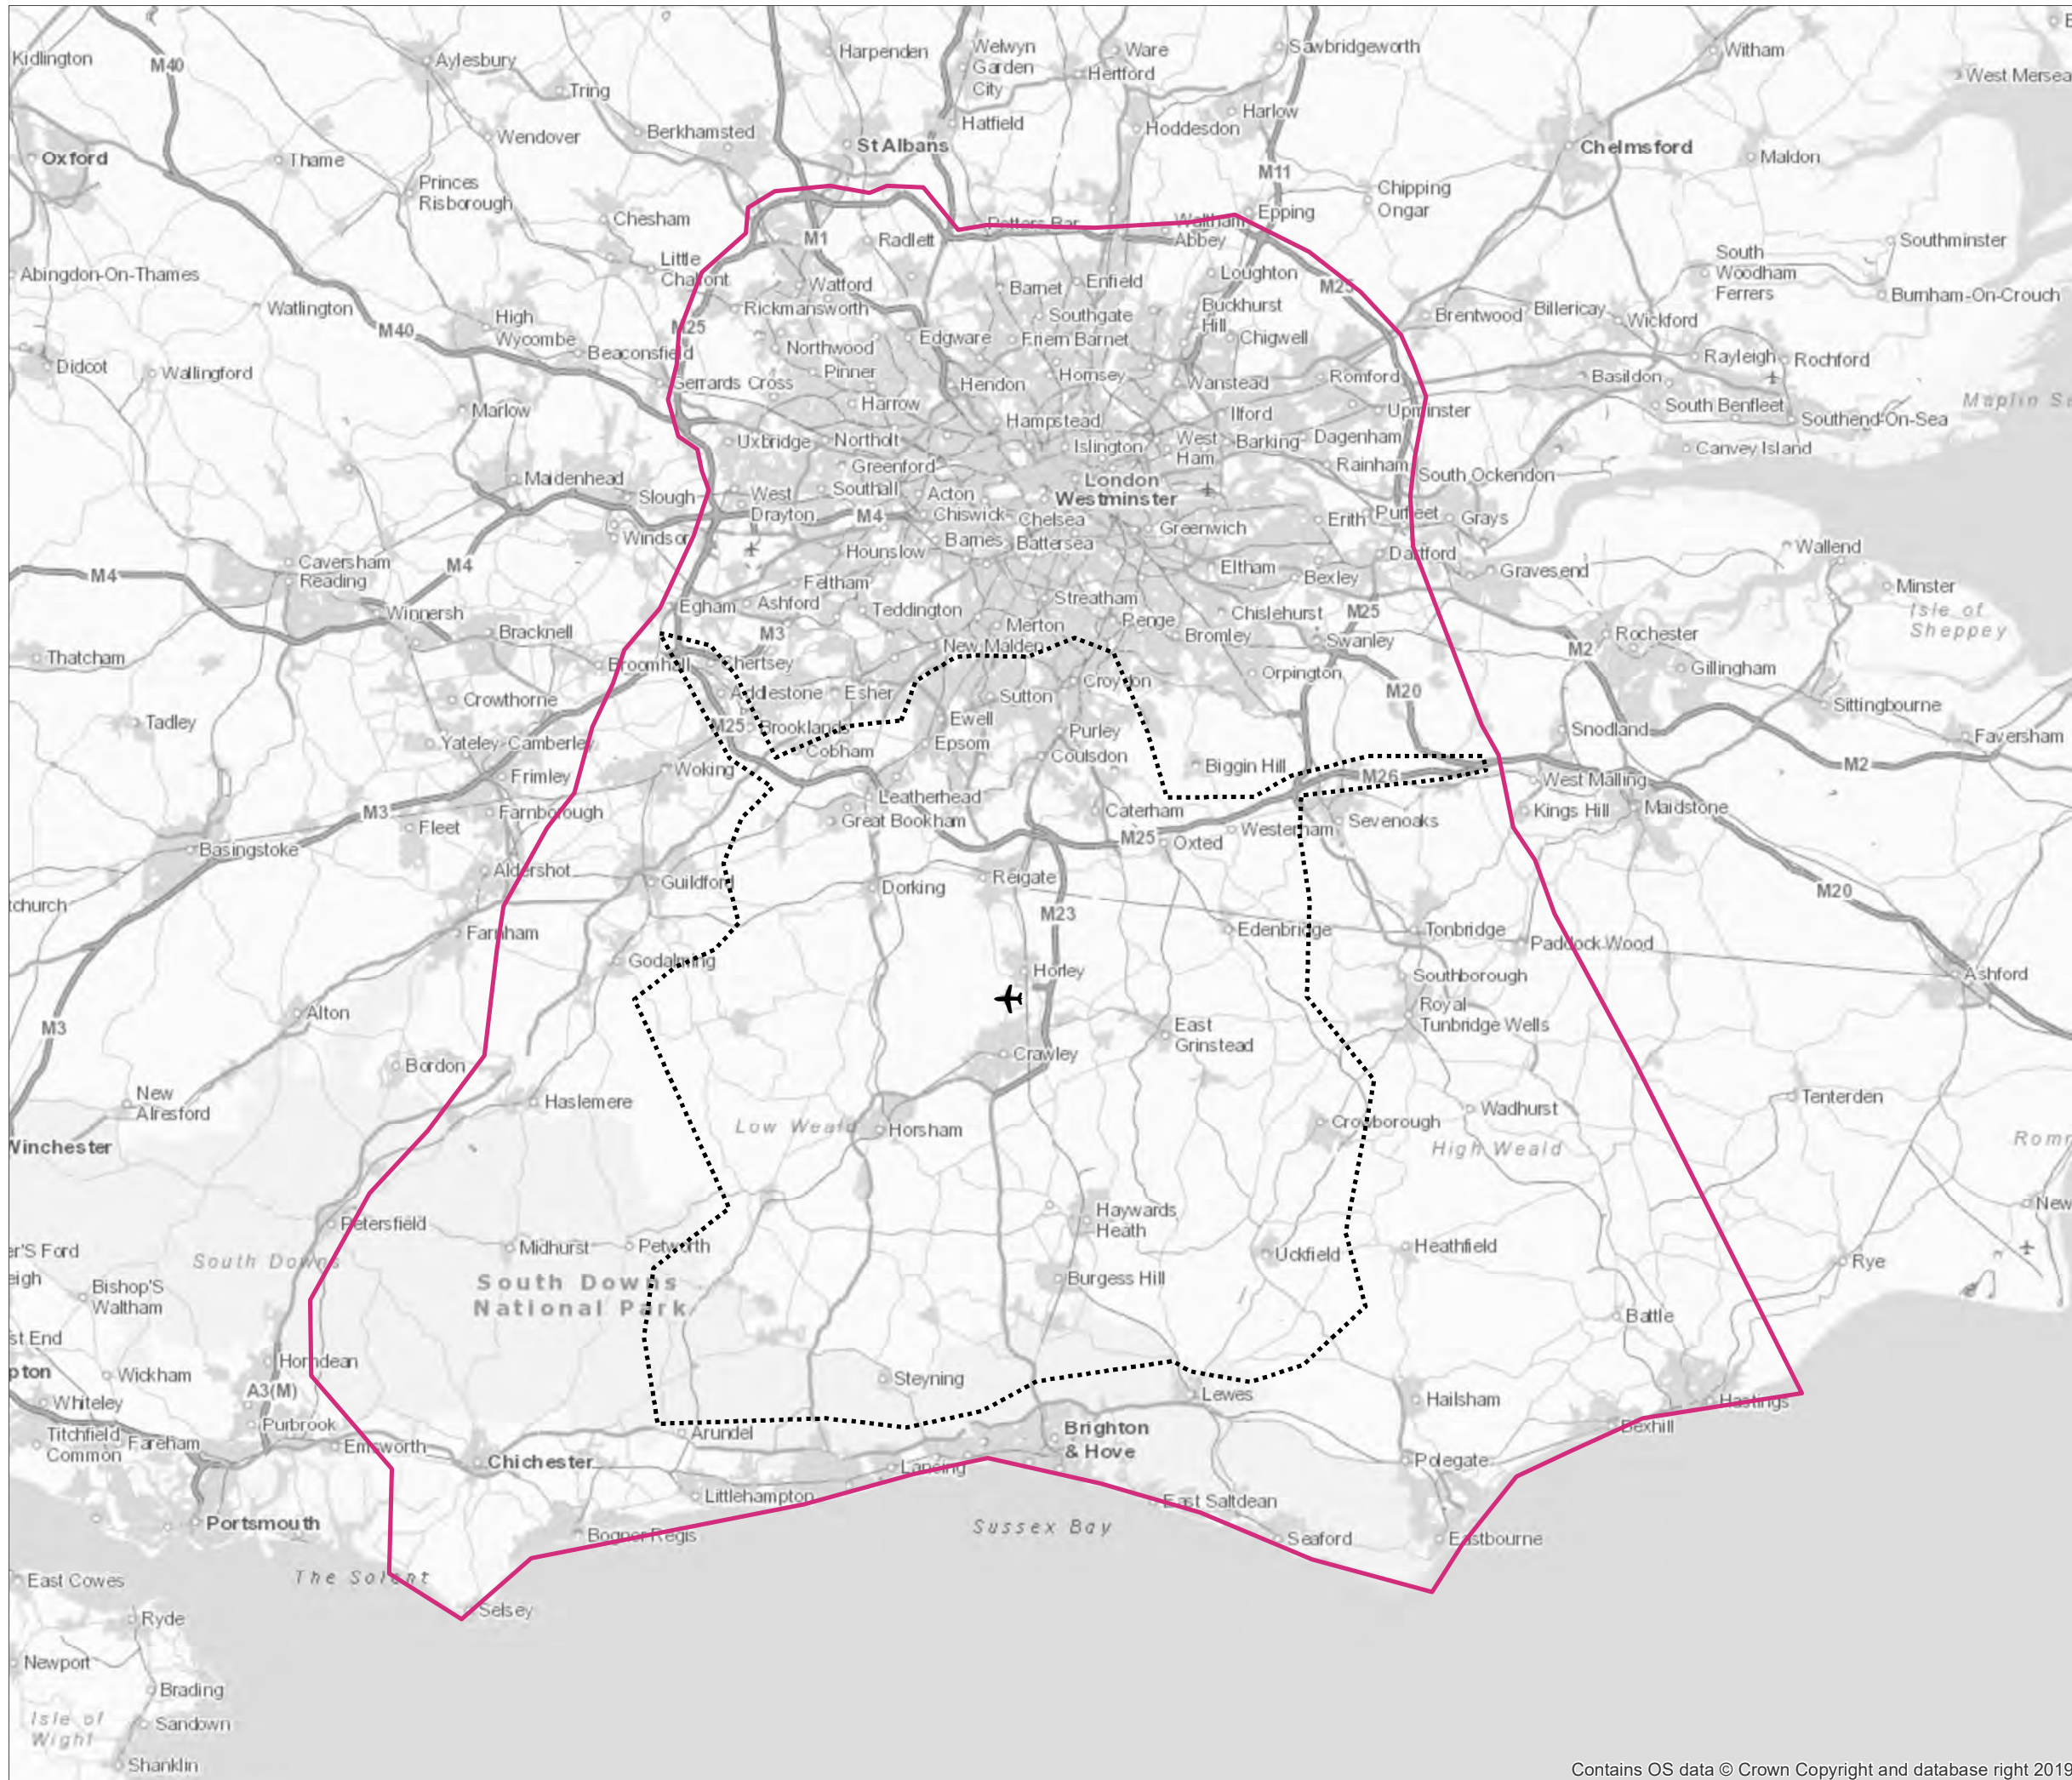 Kidlington
M40
Aylesbury
Harpenden
Welwyn
Garden
City
Ware
Hertford
Sawbridgeworth
Witham
West Mersea
Tring
Harlow
Hoddesdon
Hatfield
Wendover
Berkhamsted
St Albans
Chelmsford
Maldon
Oxford
Thame
M11
Princes
Risborough
Chipping
Ongar
Chesham
Potters Bar
Waltham
Abbey
Epping
M1
Radlett
Southminster
South
Woodham
Ferrers
Abingdon-On-Thames
Little
Chalfont
Watford
Barnet
Enfield
Loughton
M25
Burnham-On-Crouch
Watlington
High
Wycombe
M40
M25
Rickmansworth
Southgate
Buckhurst
Hill
Brentwood
Billericay
Wickford
Edgware
Friern Barnet
Chigwell
Beaconsfield
Northwood
Rayleigh
Rochford
Didcot
Wallingford
Pinner
Hornsey
Gerrards Cross
Hendon
Wanstead
Romford
Basildon
Marlow
Harrow
Hampstead
Ilford
Upminster
South Benfleet
Southend-On-Sea
Uxbridge
Northolt
Islington
West
Ham
Barking
Dagenham
Canvey Island
Greenford
Rainham
South Ockendon
Maidenhead
Slough
West
Drayton
Southall
Acton
London
Westminster
M4
Chiswick
Chelsea
Greenwich
Erith
Purfleet
Grays
Windsor
Barnes
Battersea
Hounslow
Dartford
Wallend
Caversham
Reading
M4
M4
Feltham
Eltham
Bexley
Gravesend
Minster
Isle of
Sheppey
Winnersh
Egham
Ashford
Teddington
Streatham
Chislehurst
M25
Bracknell
M3
Merton
Penge
Bromley
Swanley
Rochester
New Malden
M2
Thatcham
Broomhall
Chertsey
Orpington
Gillingham
Crowthorne
Addlestone
Esher
Sutton
Croydon
M20
Sittingbourne
Tadley
M25
Brooklands
Ewell
Purley
Snodland
Faversham
Yateley
Camberley
Cobham
Epsom
Coulsdon
M2
Frimley
Woking
Biggin Hill
M26
West Malling
Leatherhead
Caterham
Kings Hill
Maidstone
M3
Farnborough
Fleet
Great Bookham
M25
Westerham
Sevenoaks
Oxted
Basingstoke
Aldershot
Guildford
Dorking
Reigate
M20
tchurch
M23
Farnham
Edenbridge
Tonbridge
Paddock Wood
Godalming
Horley
Southborough
Ashford
Royal
Tunbridge Wells
Alton
M3
East
Grinstead
Crawley
Bordon
New
Alresford
Haslemere
Tenterden
Wadhurst
Low Weald
Horsham
Crowborough
High Weald
Winchester
Romn
Petersfield
Haywards
Heath
New
er'S Ford
eigh
Midhurst
Petworth
Uckfield
Heathfield
South Downs
Rye
Bishop'S
Waltham
South Downs
National Park
Burgess Hill
Battle
st End
pton
Wickham
Horndean
Steyning
Lewes
Hailsham
Hastings
Whiteley
A3(M)
Purbrook
Arundel
Brighton
& Hove
Bexhill
Titchfield
Common
Fareham
Emsworth
Chichester
Lancing
Polegate
Littlehampton
East Saltdean
Portsmouth
Bognor Regis
Sussex Bay
Seaford
Eastbourne
East Cowes
The Solent
Selsey
Ryde
Newport
Brading
Isle of
Wight
Sandown
Shanklin
Contains OS data © Crown Copyright and database right 2019